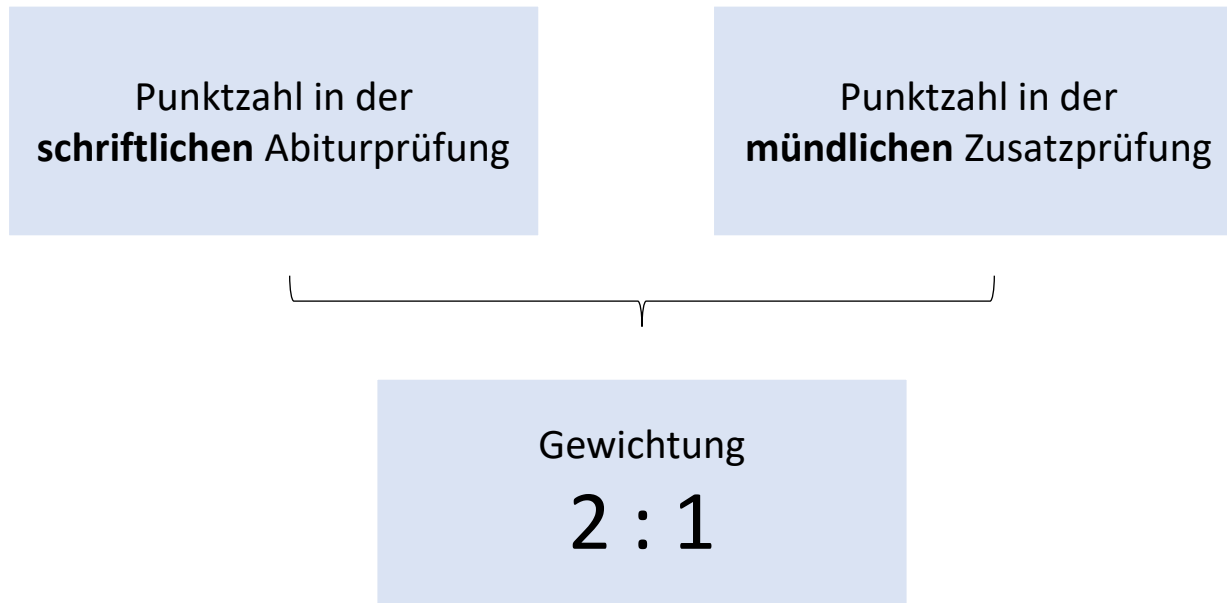 Punktzahl in der
schriftlichen Abiturprüfung
Punktzahl in der
mündlichen Zusatzprüfung
Gewichtung
2 : 1